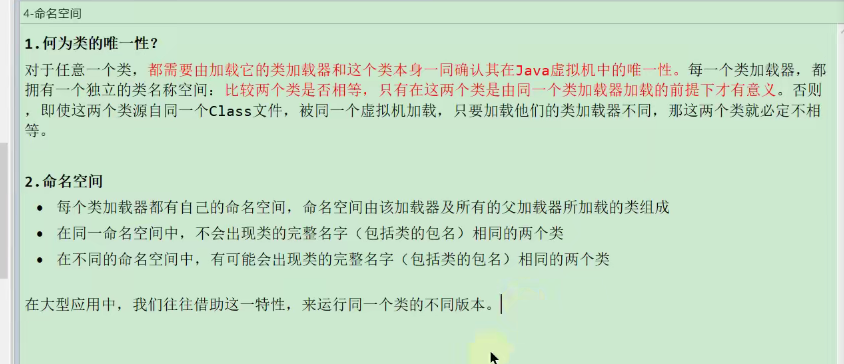 4-命名空间
1.何为类的唯一性？
对于任意一个类，都需要由加载它的类加载器和这个类本身一同确认其在Java虚拟机中的唯一性。每一个类加载器，都
拥有一个独立的类名称空间：比较两个类是否相等，只有在这两个类是由同一个类加载器加载的前提下才有意义。否则
，即使这两个类源自同一个Class文件，被同一个虚拟机加载，只要加载他们的类加载器不同，那这两个类就必定不相
等。
2.命名空间
• 每个类加载器都有自己的命名空间，命名空间由该加载器及所有的父加载器所加载的类组成
• 在同一命名空间中，不会出现类的完整名字（包括类的包名）相同的两个类
• 在不同的命名空间中，有可能会出现类的完整名字（包括类的包名）相同的两个类
在大型应用中，我们往往借助这一特性，来运行同一个类的不同版本。